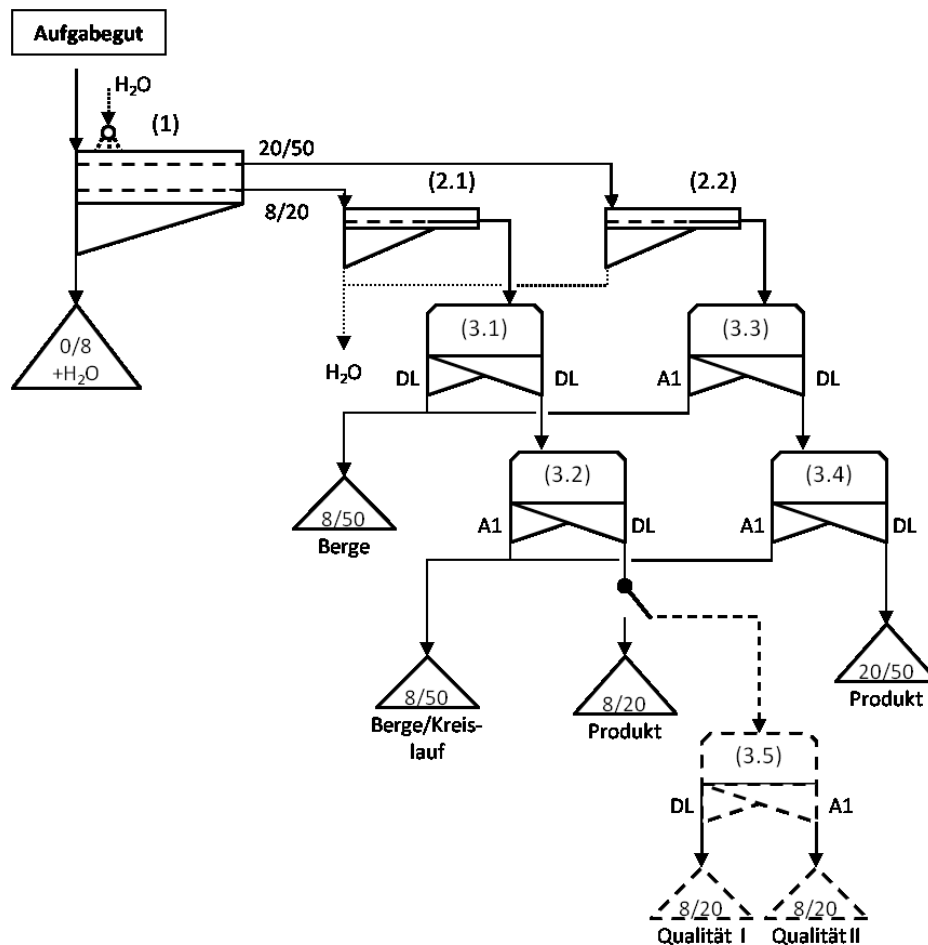 Aufgabegut
H₂O
(1)
20/50
8/20
(2.1)
(2.2)
0/8
+H₂O
H₂O
(3.1)
DL
DL
(3.3)
A1
DL
8/50
Berge
(3.2)
A1
DL
(3.4)
A1
DL
8/50
Berge/Kreis-
lauf
8/20
Produkt
20/50
Produkt
(3.5)
DL
A1
8/20
Qualität I
8/20
Qualität II